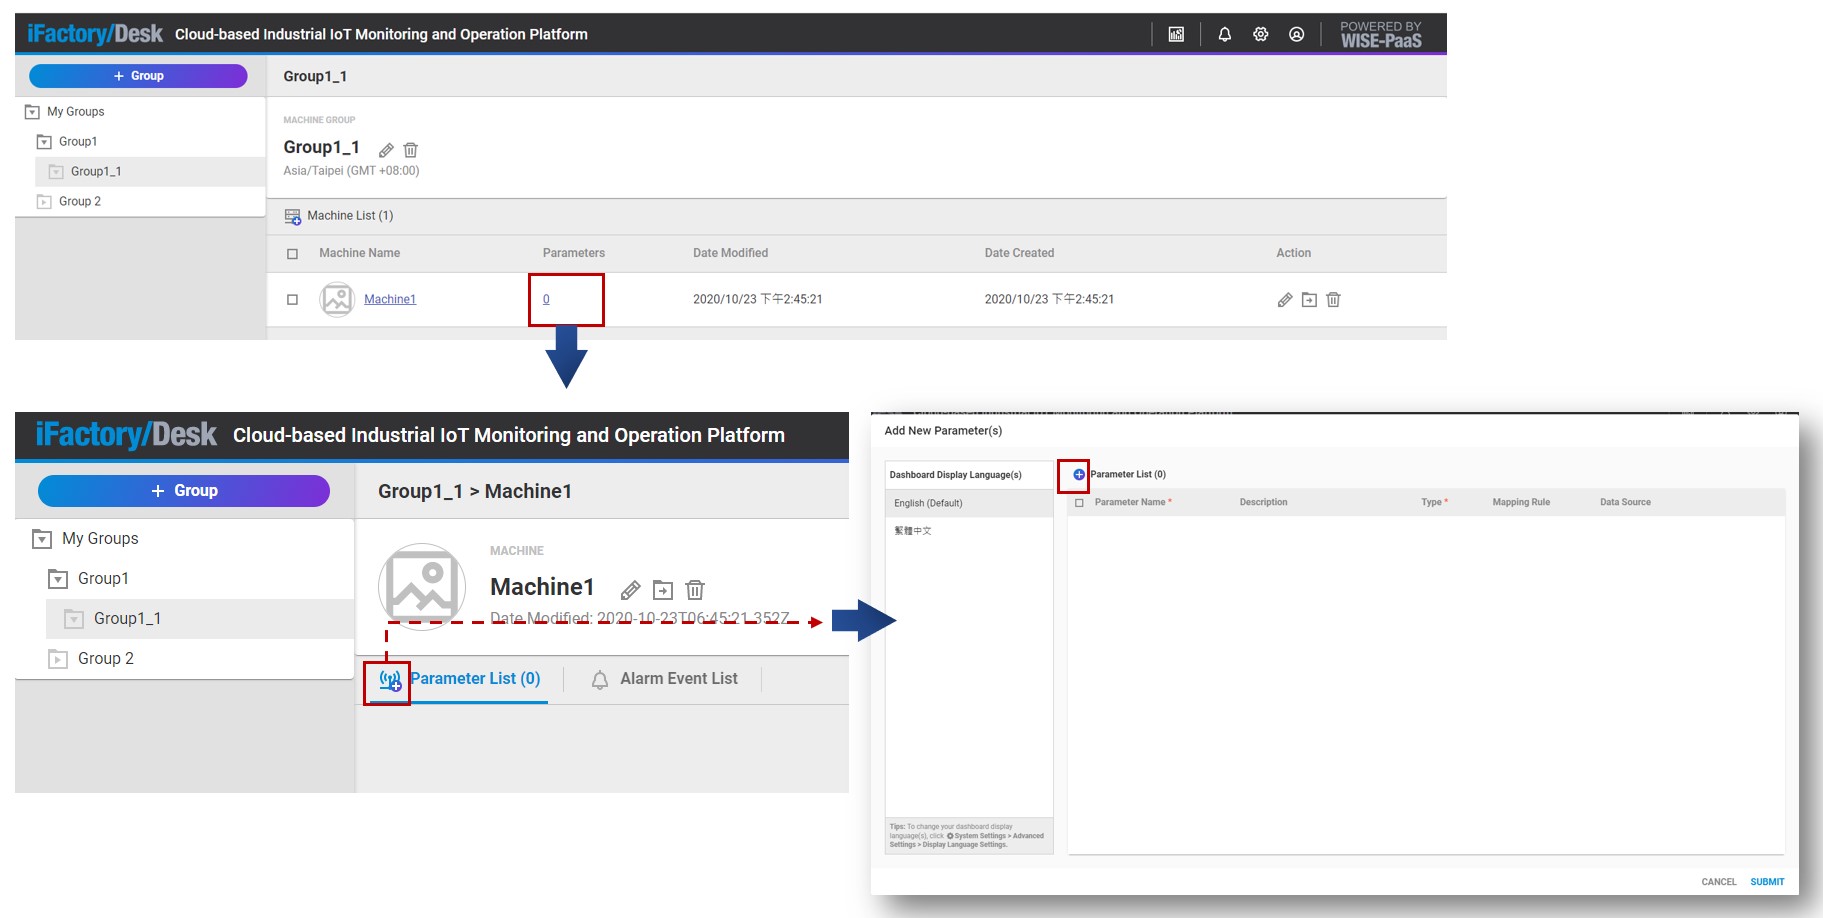 iFactory/Desk Cloud-based Industrial IoT Monitoring and Operation Platform
POWERED BY
WISE-PaaS
+ Group
Group1_1
My Groups
Group1
Group1_1
Group 2
MACHINE GROUP
Group1_1
Asia/Taipei (GMT +08:00)
Machine List (1)
Machine Name Parameters Date Modified Date Created Action
Machine1 0 2020/10/23 下午2:45:21 2020/10/23 下午2:45:21
iFactory/Desk Cloud-based Industrial IoT Monitoring and Operation Platform
+ Group
Group1_1 > Machine1
My Groups
Group1
Group1_1
Group 2
MACHINE
Machine1
Date Modified: 2020-10-23T06:45:21.352Z
Parameter List (0)
Alarm Event List
Add New Parameter(s)
Dashboard Display Language(s)
English (Default)
繁體中文
Tips: To change your dashboard display
language(s), click System Settings > Advanced
Settings > Display Language Settings.
Parameter List (0)
Parameter Name * Description Type * Mapping Rule Data Source
CANCEL SUBMIT